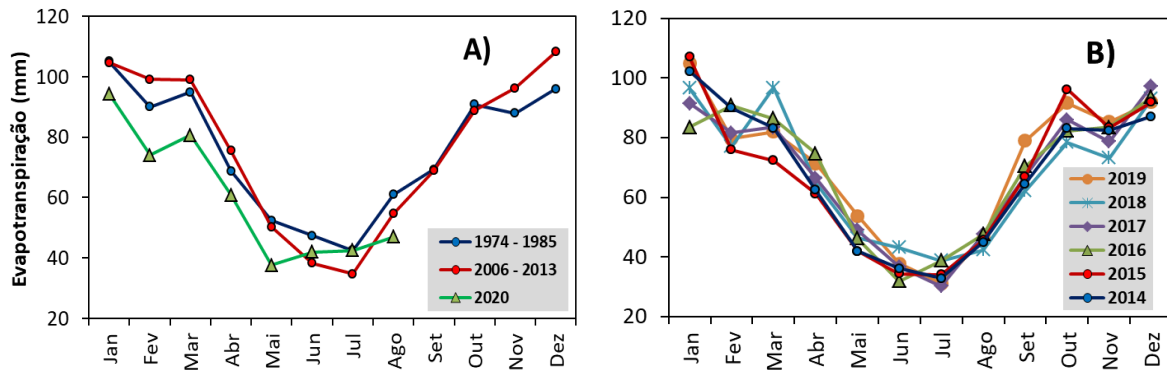 Evapotranspiração (mm)
120
100
80
60
40
20
A)
1974 - 1985
2006 - 2013
2020
Jan
Fev
Mar
Abr
Mai
Jun
Jul
Ago
Set
Out
Nov
Dez
120
100
80
60
40
20
B)
2019
2018
2017
2016
2015
2014
Jan
Fev
Mar
Abr
Mai
Jun
Jul
Ago
Set
Out
Nov
Dez